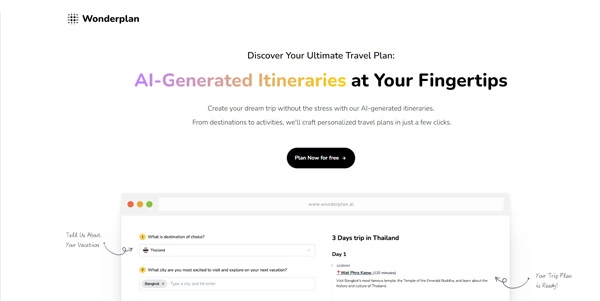 Wonderplan
Discover Your Ultimate Travel Plan:
AI-Generated Itineraries at Your Fingertips
Create your dream trip without the stress with our AI-generated itineraries.
From destinations to activities, we'll craft personalized travel plans in just a few clicks.
Plan Now for free →
www.wonderplan.ai
Tell Us About
Your Vacation
1 What is destination of choice?
Thailand
2 What city are you most excited to visit and explore on your next vacation?
Bangkok × Type a city and hit enter
3 Days trip in Thailand
Day 1
Wat Phra Kaew: (120 minutes)
Visit Bangkok's most famous temple, the Temple of the Emerald Buddha, and learn about the
history and culture of Thailand.
Your Trip Plan
is Ready!